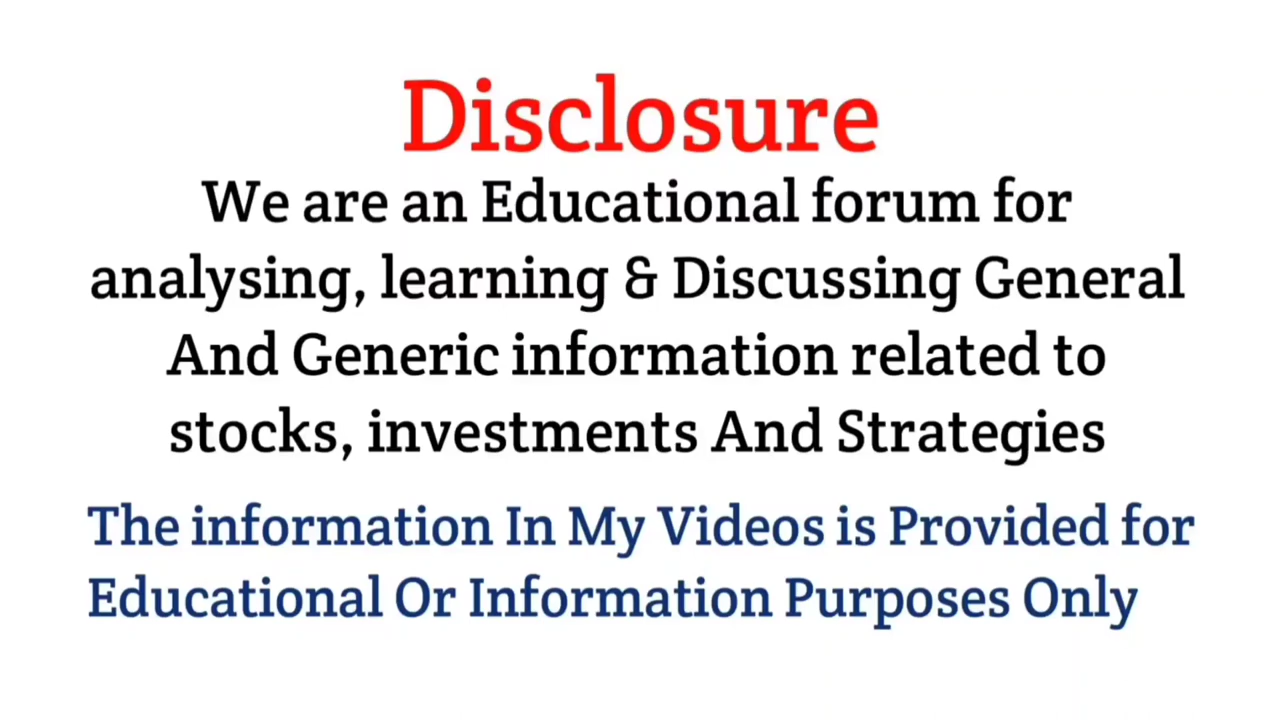 Disclosure
We are an Educational forum for
analysing, learning & Discussing General
And Generic information related to
stocks, investments And Strategies
The information In My Videos is Provided for
Educational Or Information Purposes Only